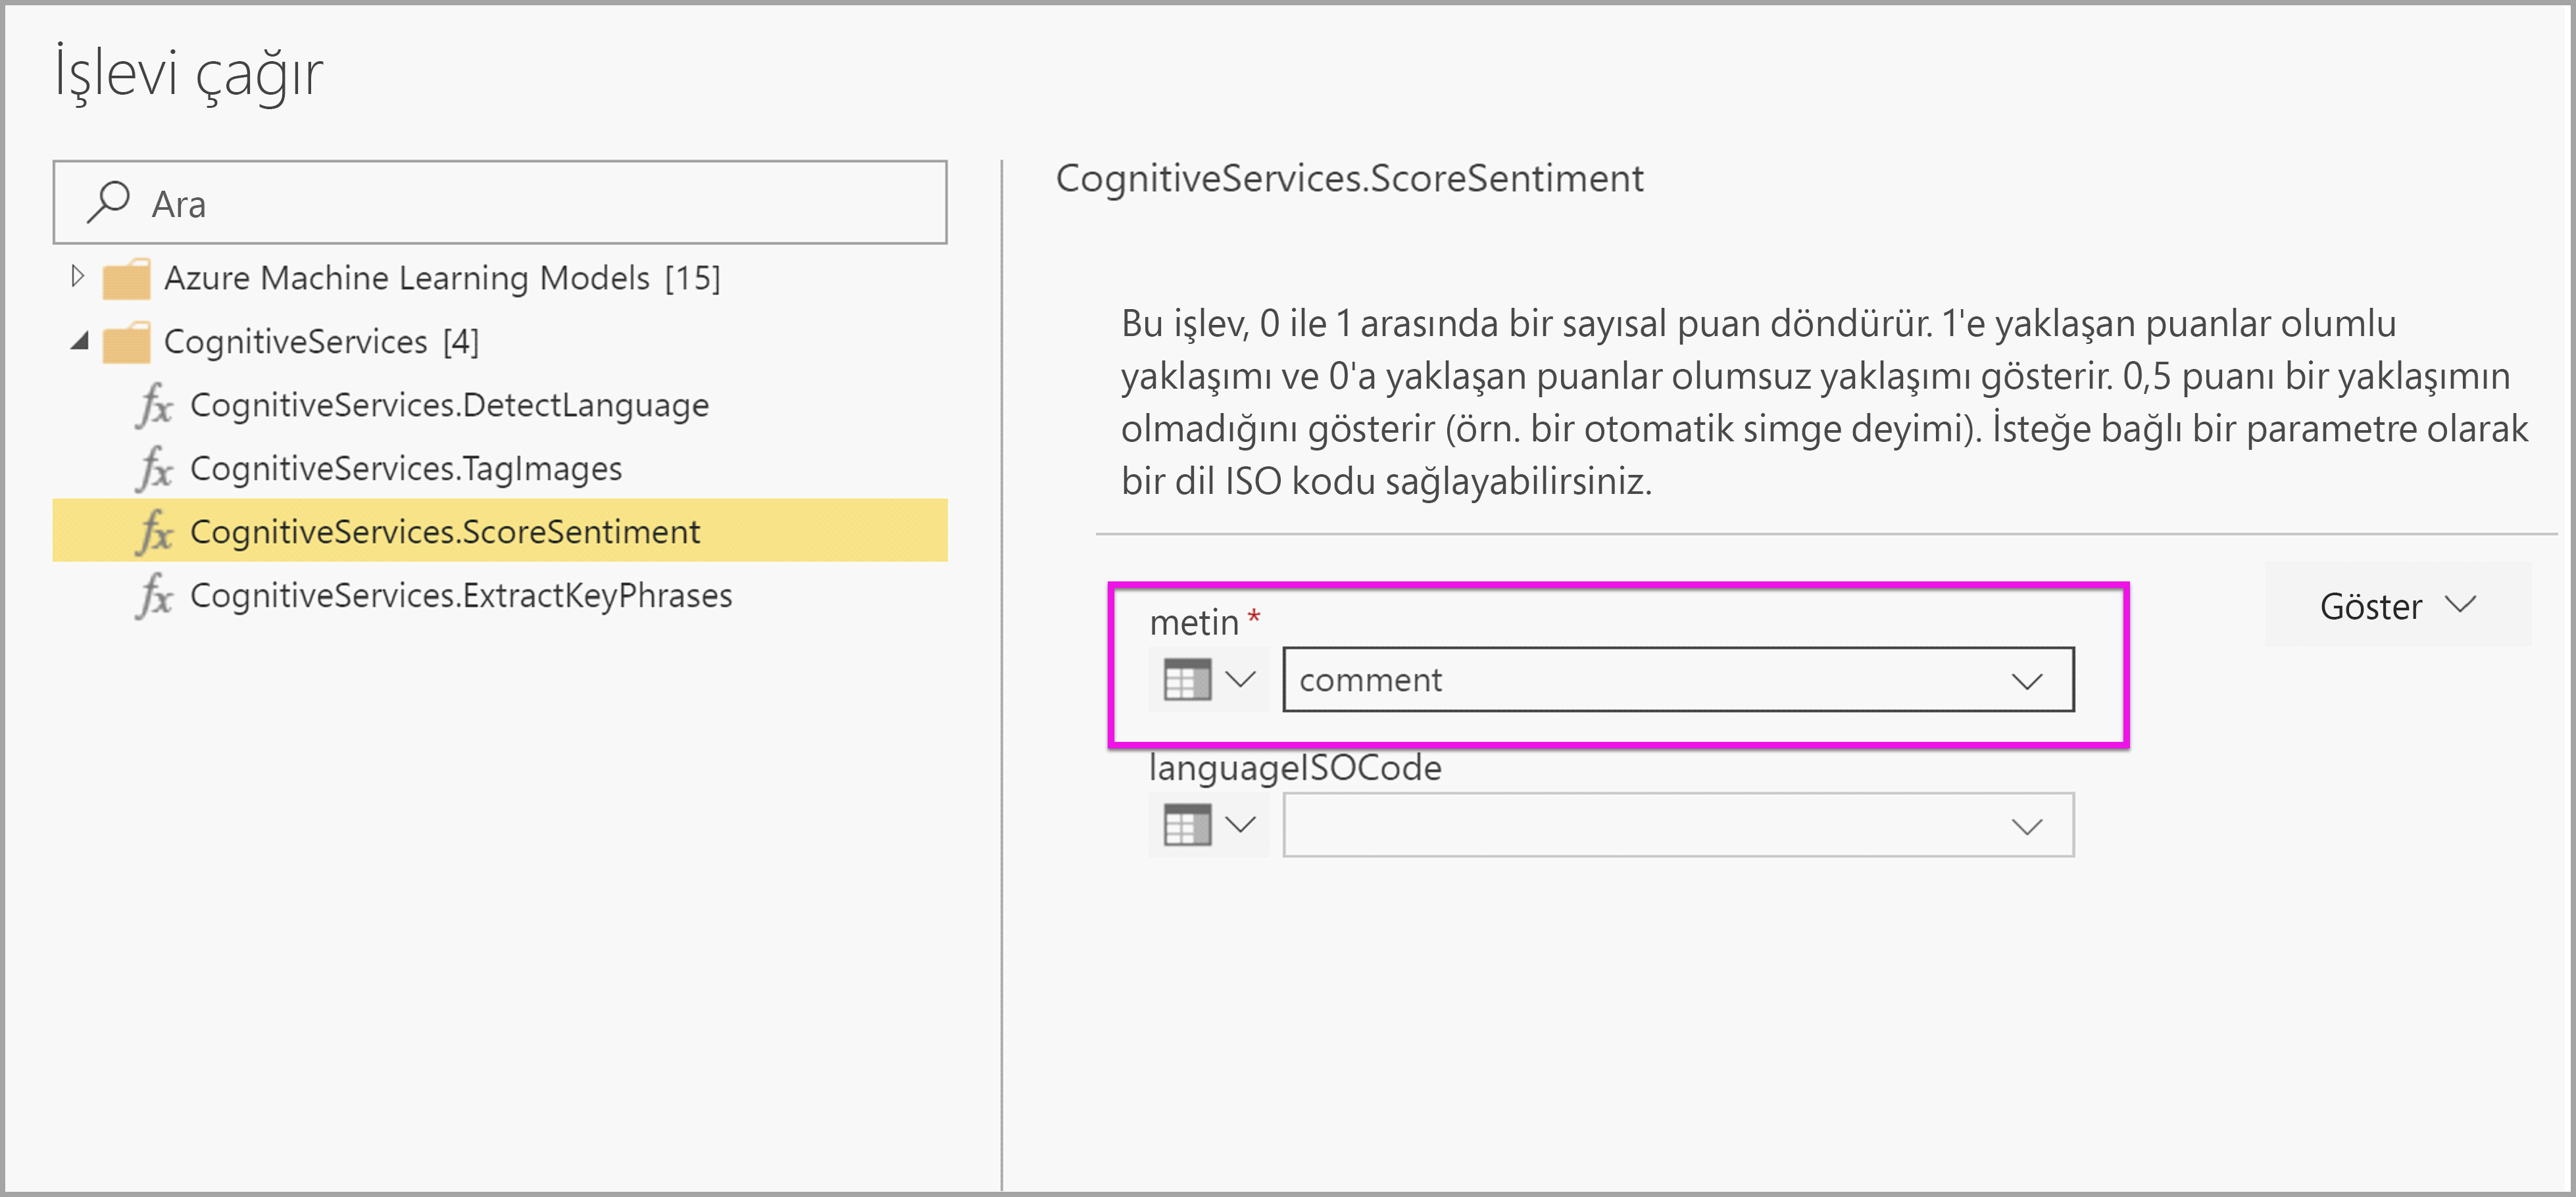 İşlevi çağır
Ara
Azure Machine Learning Models [15]
CognitiveServices [4]
fx CognitiveServices.DetectLanguage
fx CognitiveServices.TagImages
fx CognitiveServices.ScoreSentiment
fx CognitiveServices.ExtractKeyPhrases
CognitiveServices.ScoreSentiment
Bu işlev, 0 ile 1 arasında bir sayısal puan döndürür. 1'e yaklaşan puanlar olumlu
yaklaşımı ve 0'a yaklaşan puanlar olumsuz yaklaşımı gösterir. 0,5 puanı bir yaklaşımın
olmadığını gösterir (örn. bir otomatik simge deyimi). İsteğe bağlı bir parametre olarak
bir dil ISO kodu sağlayabilirsiniz.
metin *
comment
Göster
languageISOCode